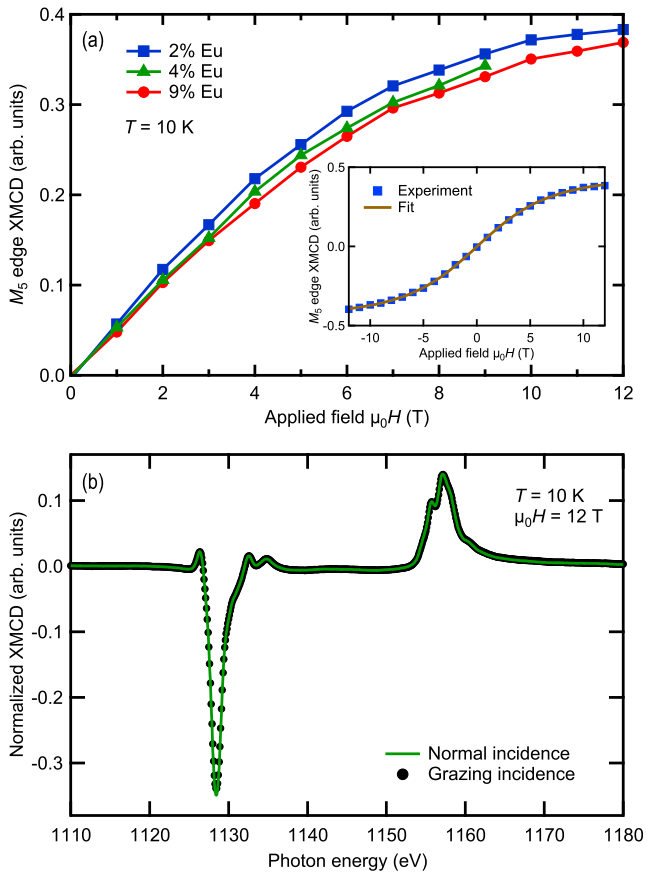 0.4
(a)
2% Eu
4% Eu
9% Eu
T = 10 K
0.3
0.2
0.1
0.0
M5 edge XMCD (arb. units)
0 2 4 6 8 10 12
Applied field μ0H (T)
0.5
Experiment
Fit
0.0
-0.5
M5 edge XMCD (arb. units)
-10 -5 0 5 10
Applied field μ0H (T)
(b)
T = 10 K
μ0H = 12 T
0.1
0.0
-0.1
-0.2
-0.3
Normalized XMCD (arb. units)
Normal incidence
Grazing incidence
1110 1120 1130 1140 1150 1160 1170 1180
Photon energy (eV)